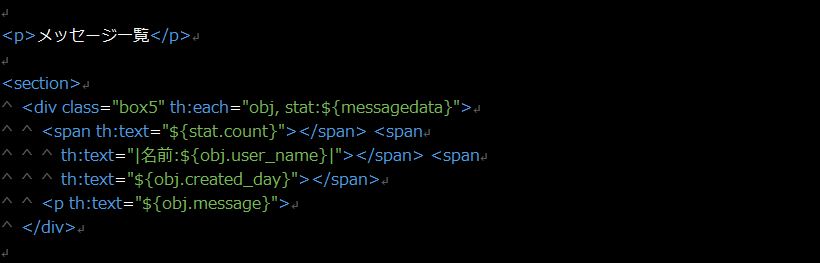 <p>メッセージ一覧</p>
<section>
<div class="box5" th:each="obj, stat:${messagedata}">
<span th:text="${stat.count}"></span> <span
th:text="|名前:${obj.user_name}|"></span> <span
th:text="${obj.created_day}"></span>
<p th:text="${obj.message}">
</div>